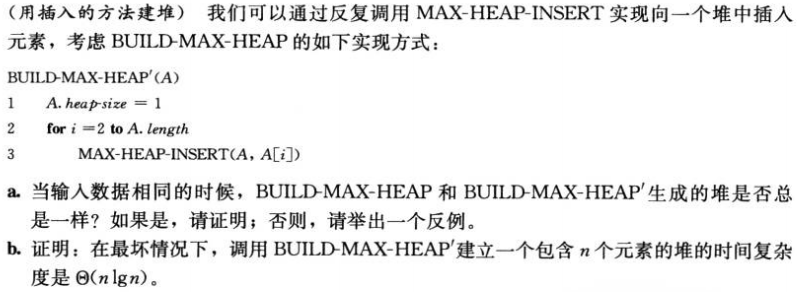 （用插入的方法建堆） 我们可以通过反复调用 MAX-HEAP-INSERT 实现向一个堆中插入
元素，考虑 BUILD-MAX-HEAP 的如下实现方式：
BUILD-MAX-HEAP′(A)
1 A. heap-size = 1
2 for i =2 to A. length
3 MAX-HEAP-INSERT(A, A[i])
a. 当输入数据相同的时候，BUILD-MAX-HEAP 和 BUILD-MAX-HEAP′生成的堆是否总
是一样？如果是，请证明；否则，请举出一个反例。
b. 证明：在最坏情况下，调用 BUILD-MAX-HEAP′建立一个包含 n 个元素的堆的时间复杂
度是 Θ(n lgn)。